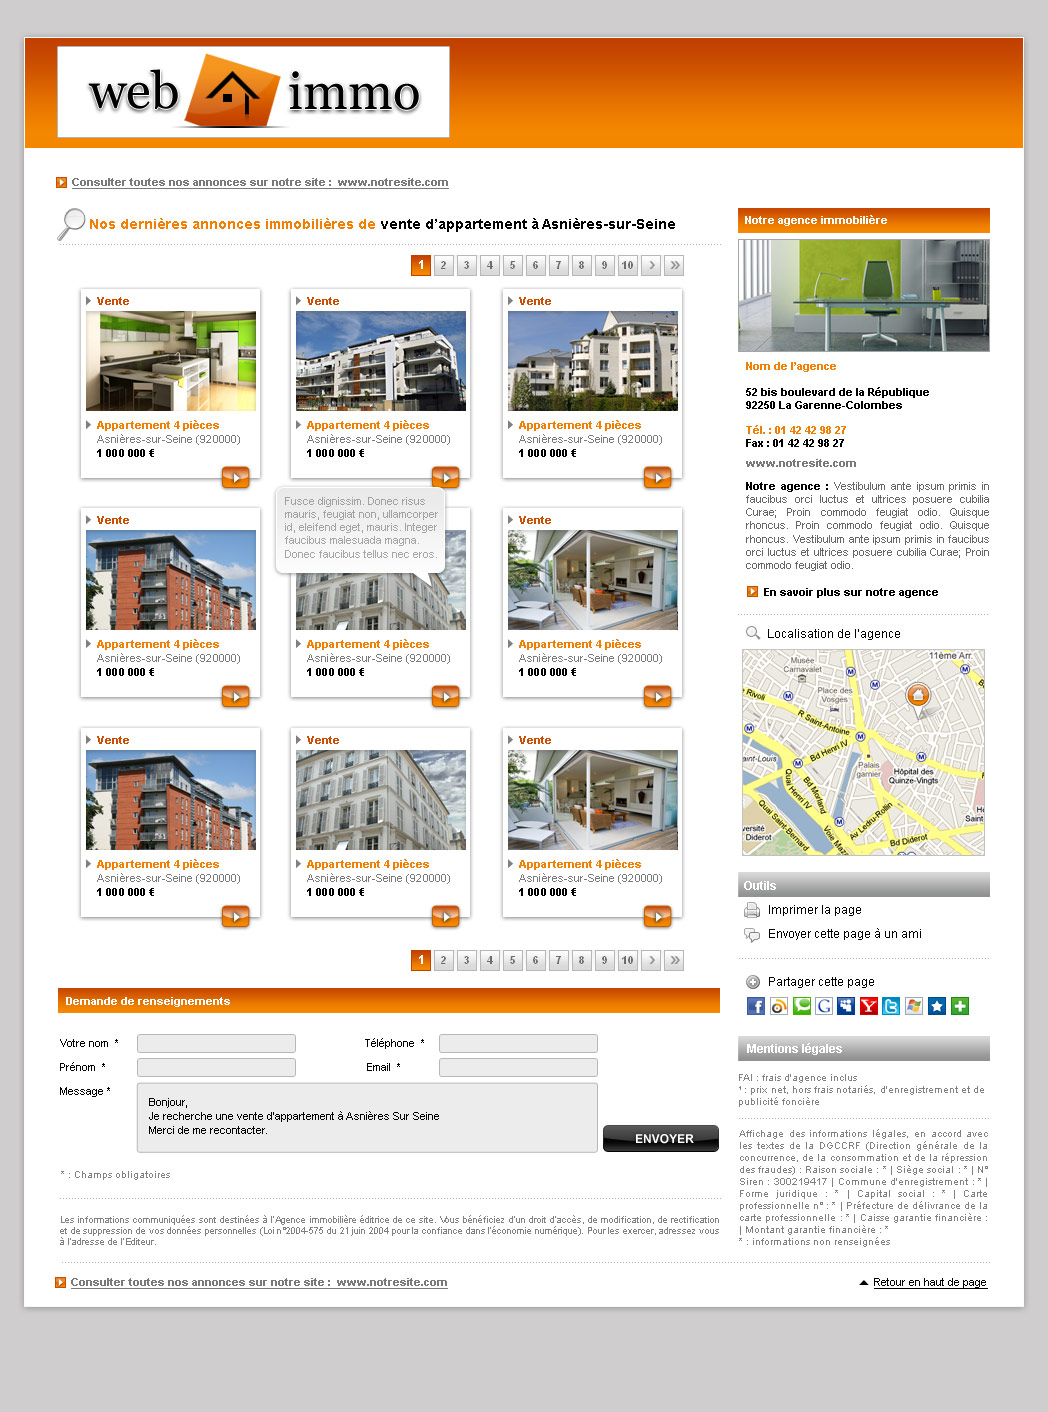 web immo
Consulter toutes nos annonces sur notre site : www.notresite.com
Nos dernières annonces immobilières de vente d'appartement à Asnières-sur-Seine
1 2 3 4 5 6 7 8 9 10 > »
Vente
Appartement 4 pièces
Asnières-sur-Seine (920000)
1 000 000 €
Vente
Appartement 4 pièces
Asnières-sur-Seine (920000)
1 000 000 €
Vente
Appartement 4 pièces
Asnières-sur-Seine (920000)
1 000 000 €
Fusce dignissim. Donec risus
mauris, feugiat non, ullamcorper
id, eleifend eget, mauris. Integer
faucibus malesuada magna.
Donec faucibus tellus nec eros.
Vente
Appartement 4 pièces
Asnières-sur-Seine (920000)
1 000 000 €
Appartement 4 pièces
Asnières-sur-Seine (920000)
1 000 000 €
Vente
Appartement 4 pièces
Asnières-sur-Seine (920000)
1 000 000 €
Vente
Appartement 4 pièces
Asnières-sur-Seine (920000)
1 000 000 €
Vente
Appartement 4 pièces
Asnières-sur-Seine (920000)
1 000 000 €
Vente
Appartement 4 pièces
Asnières-sur-Seine (920000)
1 000 000 €
1 2 3 4 5 6 7 8 9 10 > »
Demande de renseignements
Votre nom *
Téléphone *
Prénom *
Email *
Message *
Bonjour,
Je recherche une vente d'appartement à Asnières Sur Seine
Merci de me recontacter.
ENVOYER
* : Champs obligatoires
Les informations communiquées sont destinées à l'Agence immobilière éditrice de ce site. Vous bénéficiez d'un droit d'accès, de modification, de rectification
et de suppression de vos données personnelles (Loi n°2004-575 du 21 juin 2004 pour la confiance dans l'économie numérique). Pour les exercer, adressez vous
à l'adresse de l'Editeur.
Notre agence immobilière
Nom de l'agence
52 bis boulevard de la République
92250 La Garenne-Colombes
Tél. : 01 42 42 98 27
Fax : 01 42 42 98 27
www.notresite.com
Notre agence : Vestibulum ante ipsum primis in
faucibus orci luctus et ultrices posuere cubilia
Curae; Proin commodo feugiat odio. Quisque
rhoncus. Proin commodo feugiat odio. Quisque
rhoncus. Vestibulum ante ipsum primis in faucibus
orci luctus et ultrices posuere cubilia Curae; Proin
commodo feugiat odio.
En savoir plus sur notre agence
Localisation de l'agence
11ème Arr.
Musée
Carnavalet
Rivoli
Place des
Vosges
R Saint-Antoine
Bd Henri IV
aint-Louis
Quai Henri IV
Bd Morland
Palais
garnier
Hôpital des
Quinze-Vingts
Quai Saint-Bernard
Voie Maz
Av Ledru-Rollin
Bd Diderot
H
Saint
versité
Diderot
Outils
Imprimer la page
Envoyer cette page à un ami
Partager cette page
Mentions légales
FAI : frais d'agence inclus
¹ : prix net, hors frais notariés, d'enregistrement et de
publicité foncière
Affichage des informations légales, en accord avec
les textes de la DGCCRF (Direction générale de la
concurrence, de la consommation et de la répression
des fraudes) : Raison sociale : * | Siège social : * | N°
Siren : 300219417 | Commune d'enregistrement : * |
Forme juridique : * | Capital social : * | Carte
professionnelle n° : * | Préfecture de délivrance de la
carte professionnelle : * | Caisse garantie financière :
| Montant garantie financière : *
* : informations non renseignées
Consulter toutes nos annonces sur notre site : www.notresite.com
Retour en haut de page